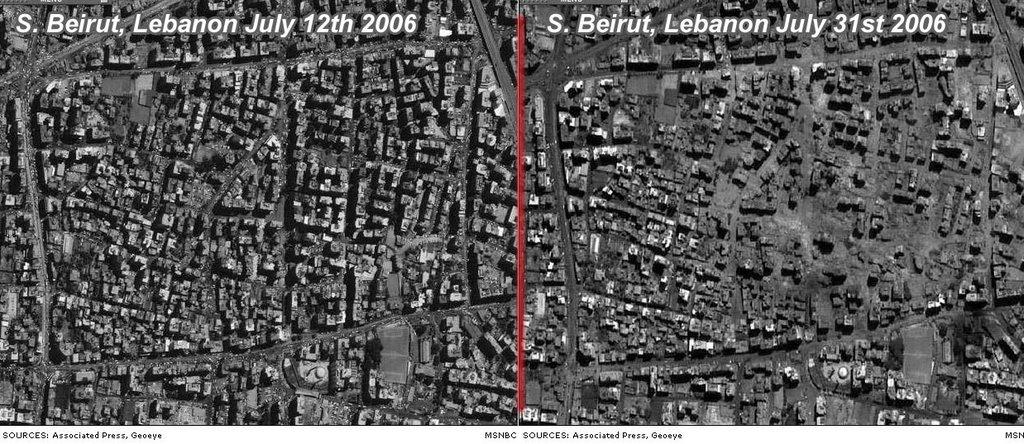 S. Beirut, Lebanon July 12th 2006
S. Beirut, Lebanon July 31st 2006
SOURCES: Associated Press, Geoeye
MSNBC
SOURCES: Associated Press, Geoeye
MSN